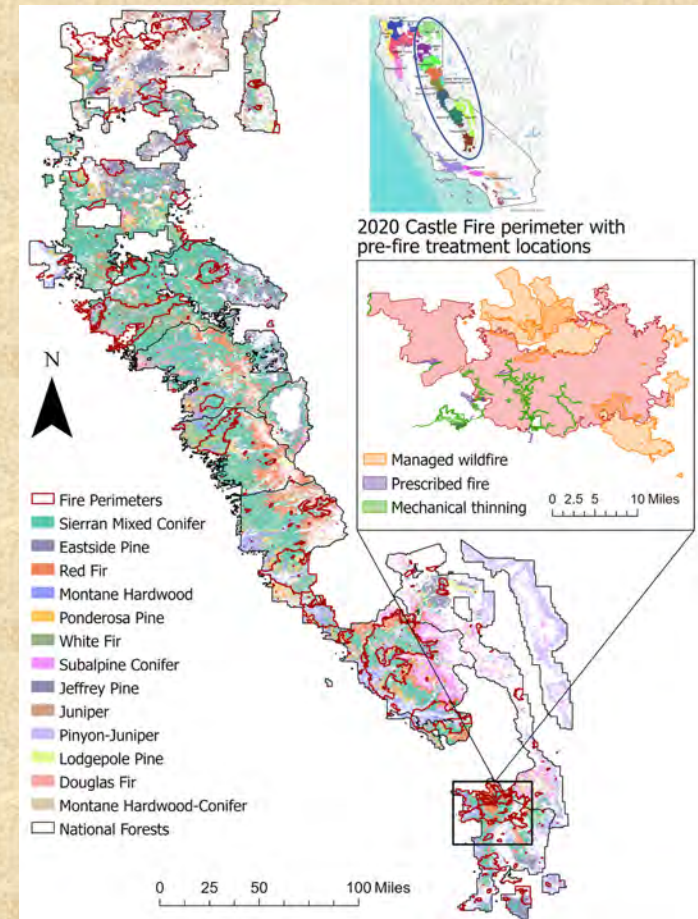 2020 Castle Fire perimeter with
pre-fire treatment locations
Managed wildfire
Prescribed fire
Mechanical thinning
0 2.5 5 10 Miles
N
Fire Perimeters
Sierran Mixed Conifer
Eastside Pine
Red Fir
Montane Hardwood
Ponderosa Pine
White Fir
Subalpine Conifer
Jeffrey Pine
Juniper
Pinyon-Juniper
Lodgepole Pine
Douglas Fir
Montane Hardwood-Conifer
National Forests
0 25 50 100 Miles